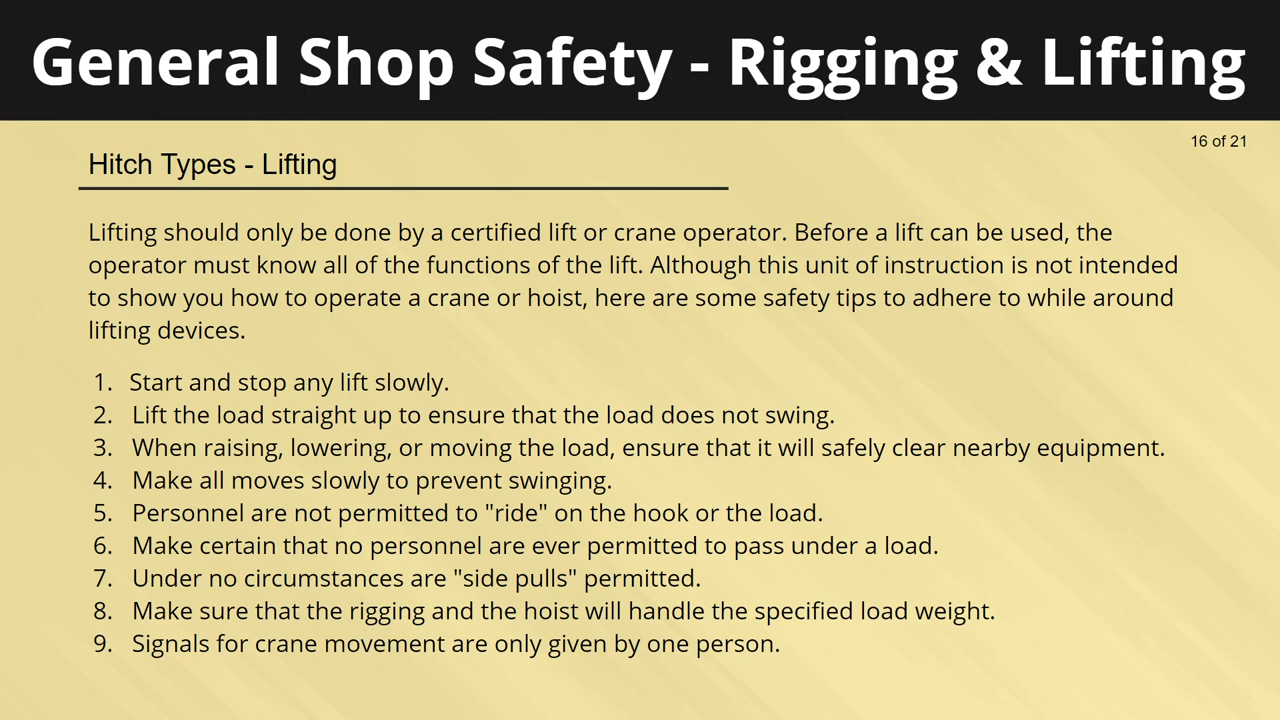 General Shop Safety - Rigging & Lifting
16 of 21
Hitch Types - Lifting
Lifting should only be done by a certified lift or crane operator. Before a lift can be used, the
operator must know all of the functions of the lift. Although this unit of instruction is not intended
to show you how to operate a crane or hoist, here are some safety tips to adhere to while around
lifting devices.
1. Start and stop any lift slowly.
2. Lift the load straight up to ensure that the load does not swing.
3. When raising, lowering, or moving the load, ensure that it will safely clear nearby equipment.
4. Make all moves slowly to prevent swinging.
5. Personnel are not permitted to "ride" on the hook or the load.
6. Make certain that no personnel are ever permitted to pass under a load.
7. Under no circumstances are "side pulls" permitted.
8. Make sure that the rigging and the hoist will handle the specified load weight.
9. Signals for crane movement are only given by one person.